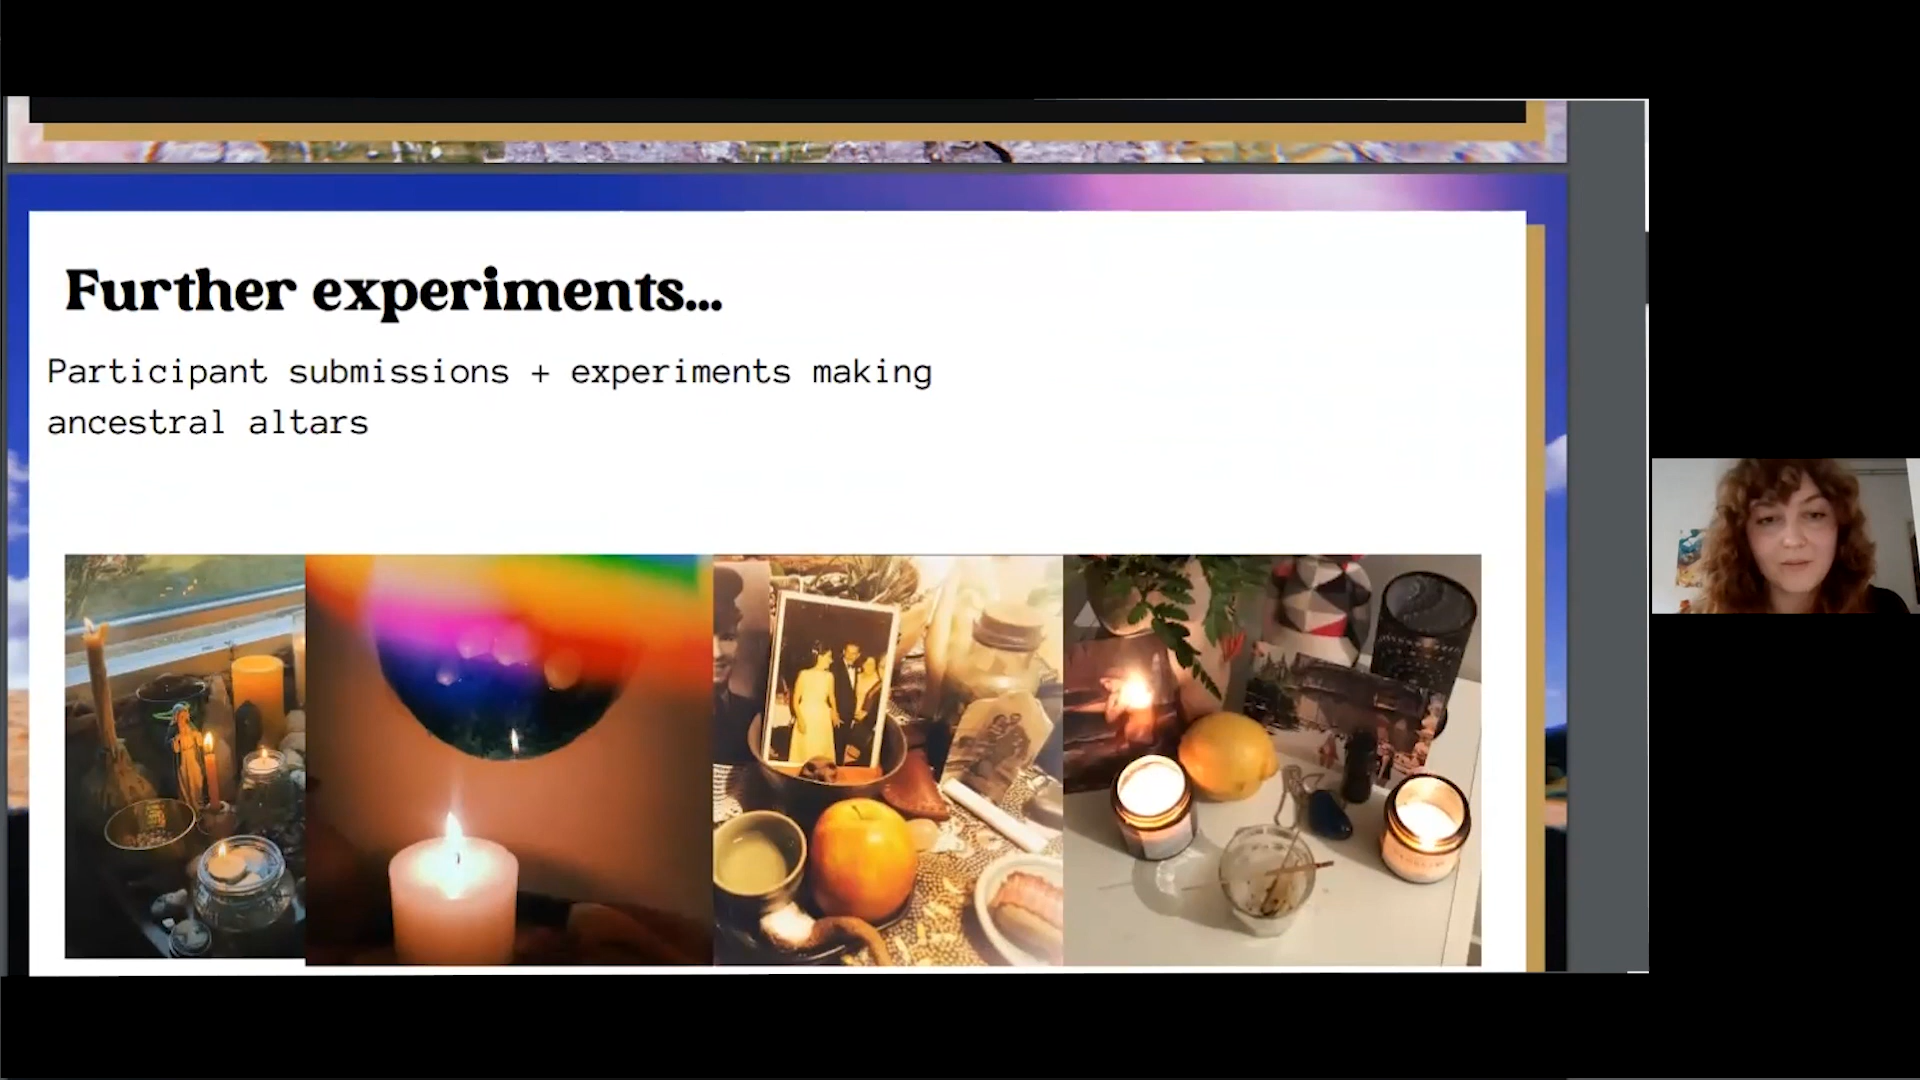 Further experiments...
Participant submissions + experiments making
ancestral altars